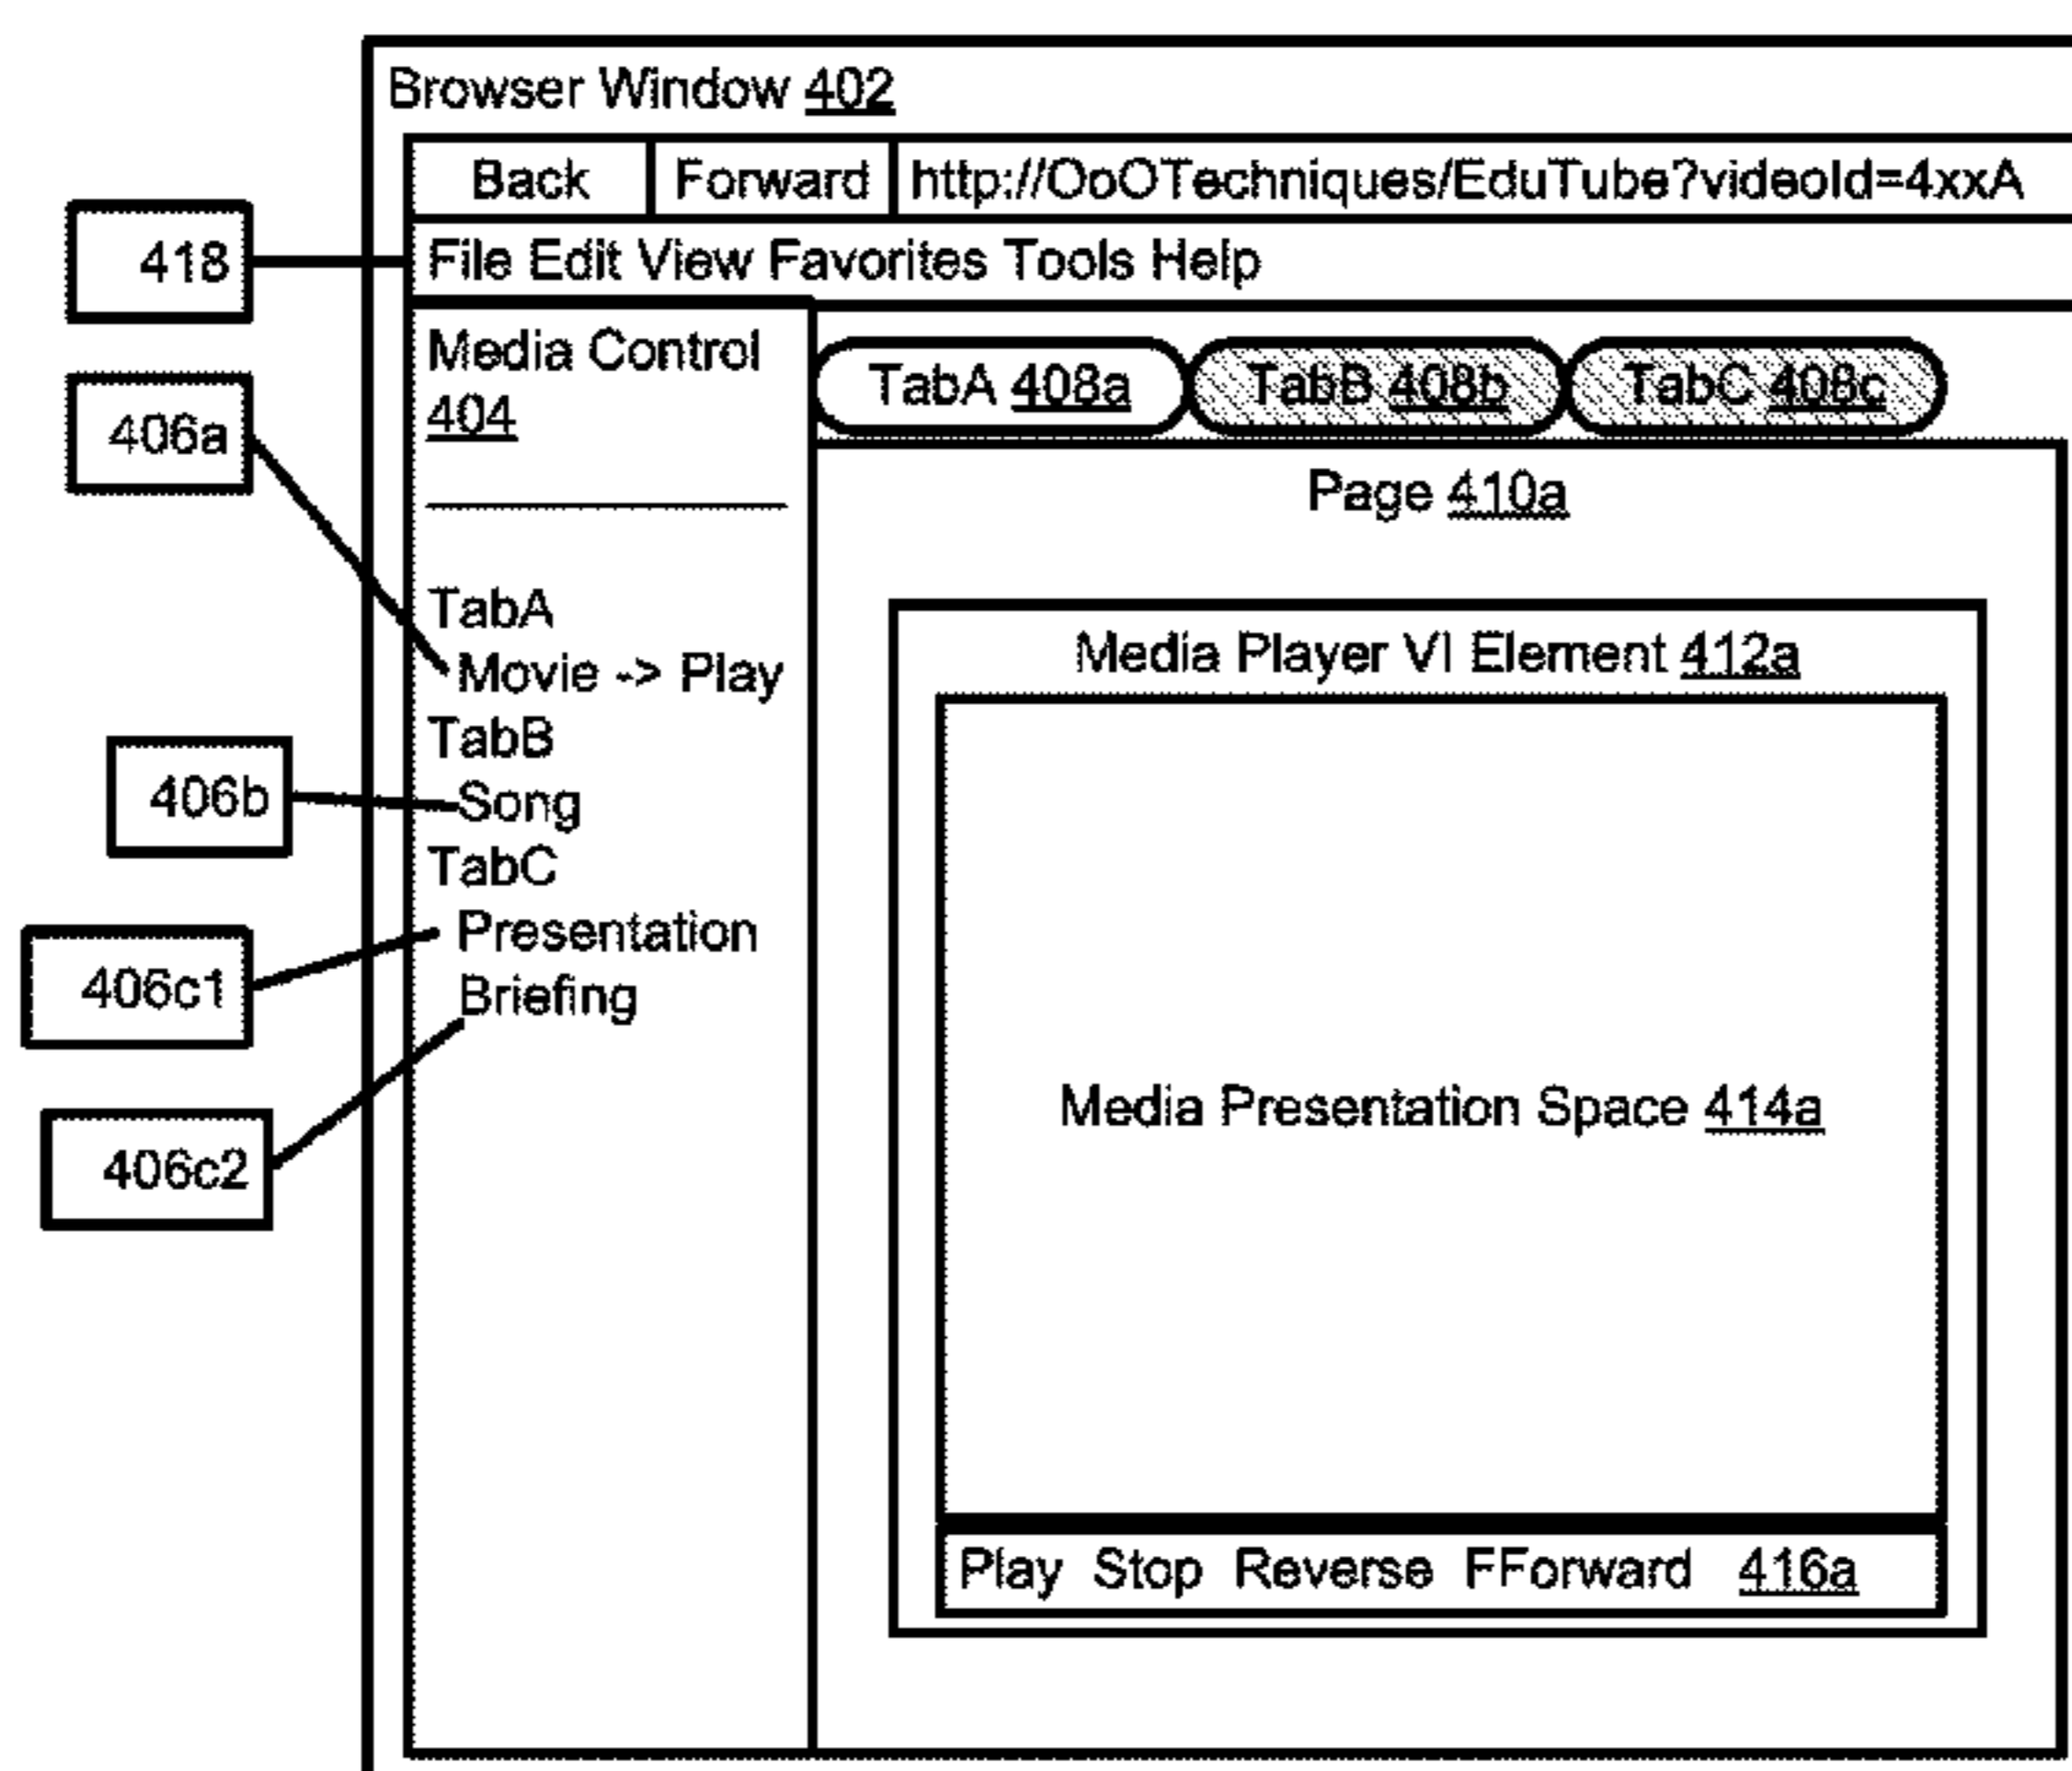 Browser Window 402
Back Forward http://OoOTechniques/EduTube?videoId=4xxA
418
File Edit View Favorites Tools Help
Media Control
404
TabA 408a TabB 408b TabC 408c
406a
Page 410a
TabA
Movie -> Play
TabB
406b
Song
TabC
Presentation
406c1
Briefing
406c2
Media Player VI Element 412a
Media Presentation Space 414a
Play Stop Reverse FForward 416a